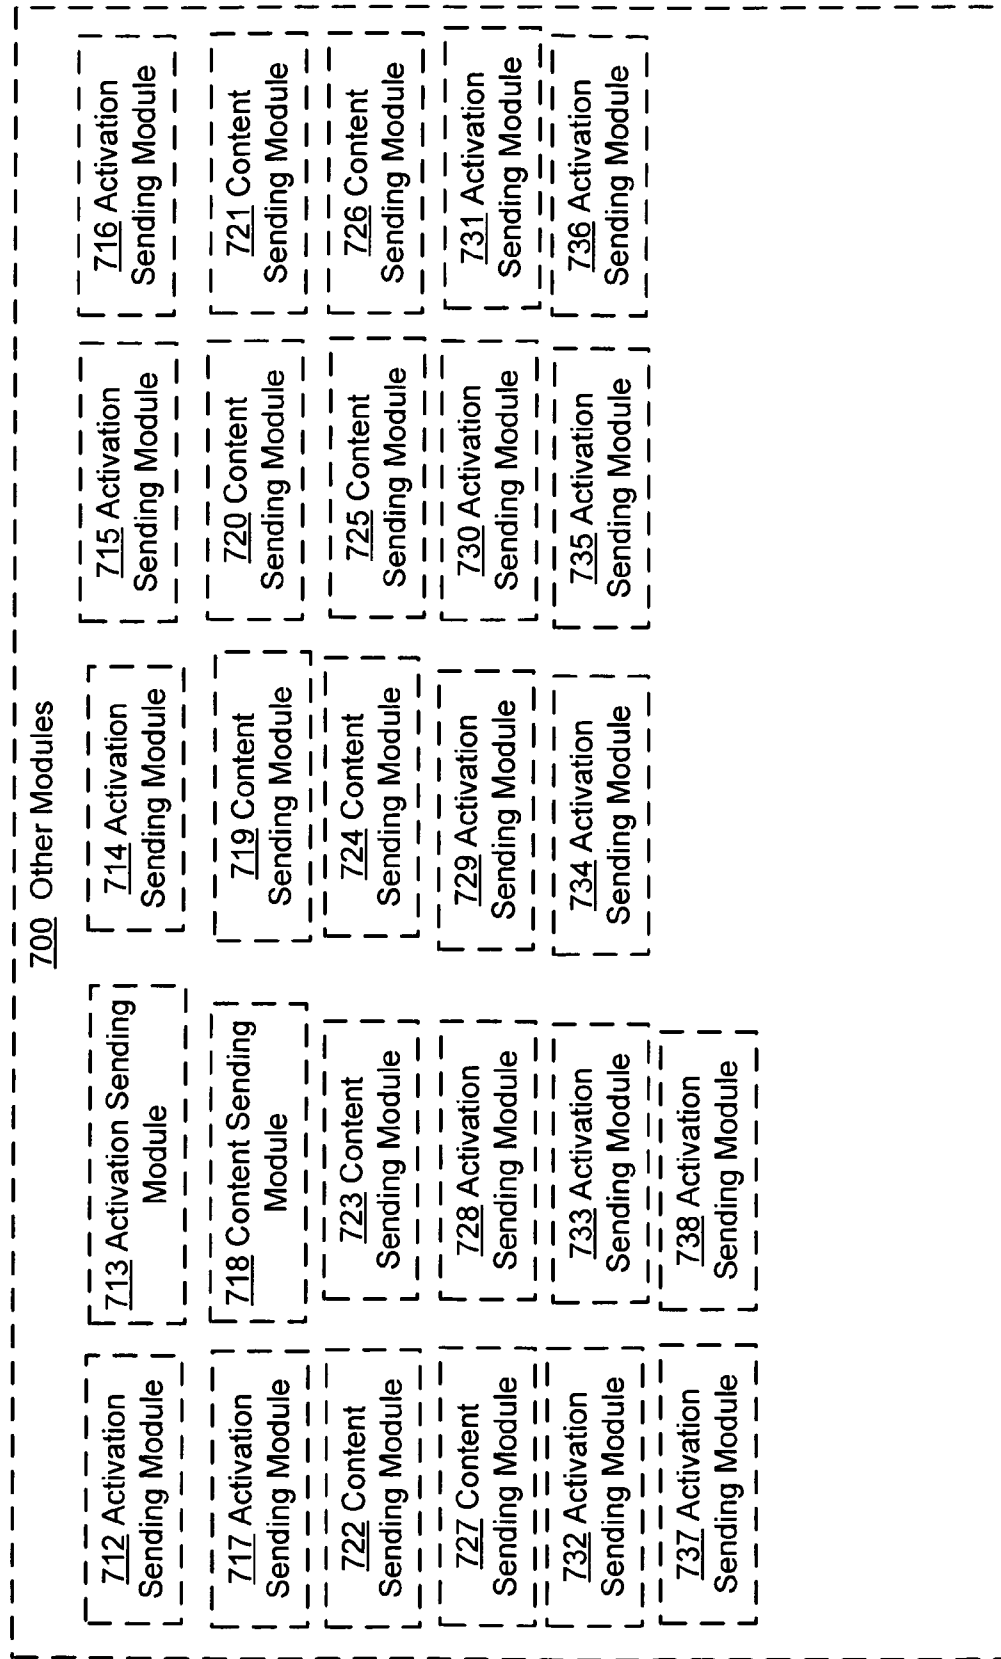 700 Other Modules
712 Activation
Sending Module
713 Activation Sending
Module
714 Activation
Sending Module
715 Activation
Sending Module
716 Activation
Sending Module
717 Activation
Sending Module
718 Content Sending
Module
719 Content
Sending Module
720 Content
Sending Module
721 Content
Sending Module
722 Content
Sending Module
723 Content
Sending Module
724 Content
Sending Module
725 Content
Sending Module
726 Content
Sending Module
727 Content
Sending Module
728 Activation
Sending Module
729 Activation
Sending Module
730 Activation
Sending Module
731 Activation
Sending Module
732 Activation
Sending Module
733 Activation
Sending Module
734 Activation
Sending Module
735 Activation
Sending Module
736 Activation
Sending Module
737 Activation
Sending Module
738 Activation
Sending Module